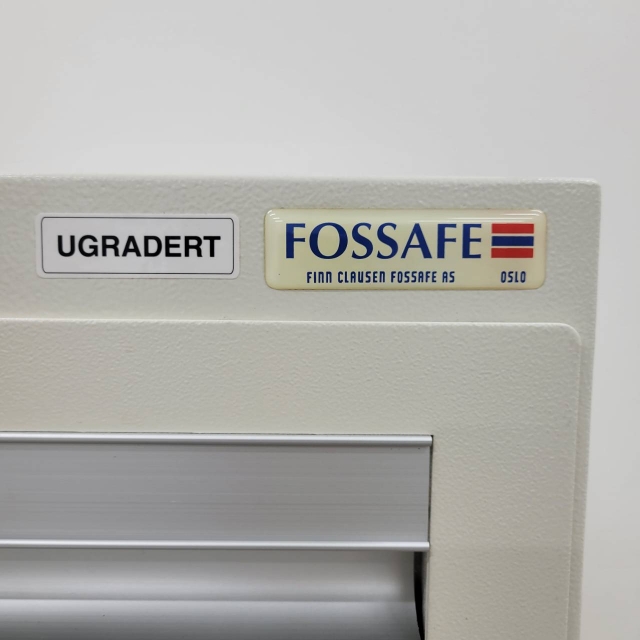 UGRADERT
FOSSAFE
FINN CLAUSEN FOSSAFE AS OSLO